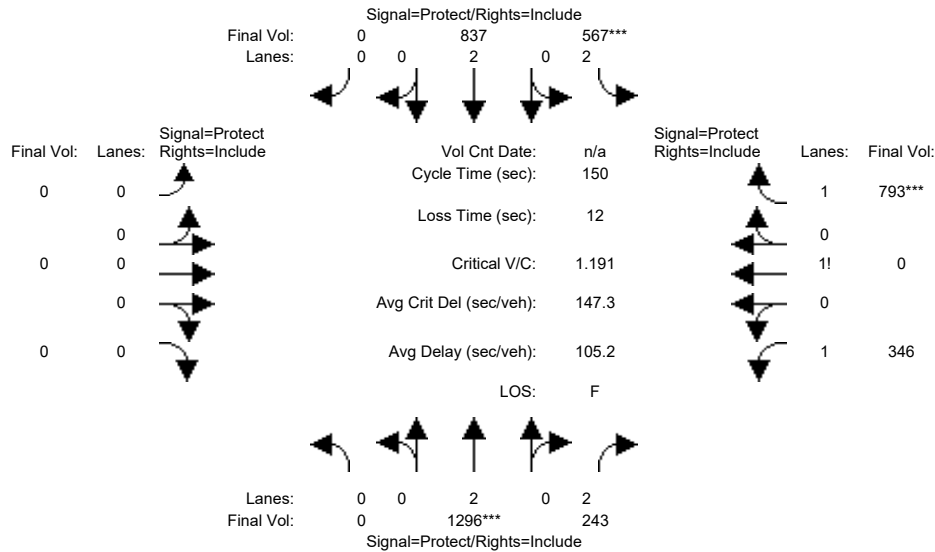 Signal=Protect/Rights=Include
Final Vol: 0 837 567***
Lanes: 0 0 2 0 2
Signal=Protect
Final Vol: Lanes: Rights=Include
Vol Cnt Date: n/a
Signal=Protect
Rights=Include Lanes: Final Vol:
Cycle Time (sec): 150
0 0 1 793***
Loss Time (sec): 12
0 0
0 0 Critical V/C: 1.191 1! 0
0 Avg Crit Del (sec/veh): 147.3 0
0 0 Avg Delay (sec/veh): 105.2 1 346
LOS: F
Lanes: 0 0 2 0 2
Final Vol: 0 1296*** 243
Signal=Protect/Rights=Include